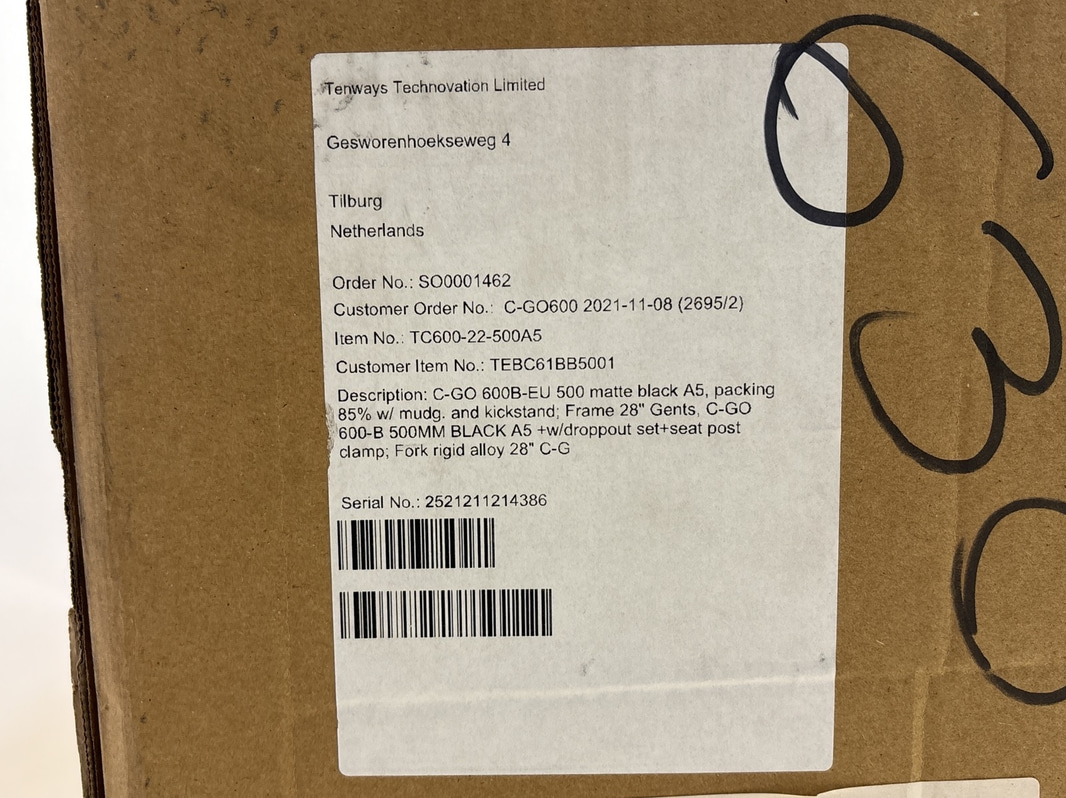 Tenways Technovation Limited
Gesworenhoekseweg 4
Tilburg
Netherlands
Order No.: SO0001462
Customer Order No.: C-GO600 2021-11-08 (2695/2)
Item No.: TC600-22-500A5
Customer Item No.: TEBC61BB5001
Description: C-GO 600B-EU 500 matte black A5, packing
85% w/ mudg. and kickstand; Frame 28" Gents, C-GO
600-B 500MM BLACK A5 +w/droppout set+seat post
clamp; Fork rigid alloy 28" C-G
Serial No.: 2521211214386